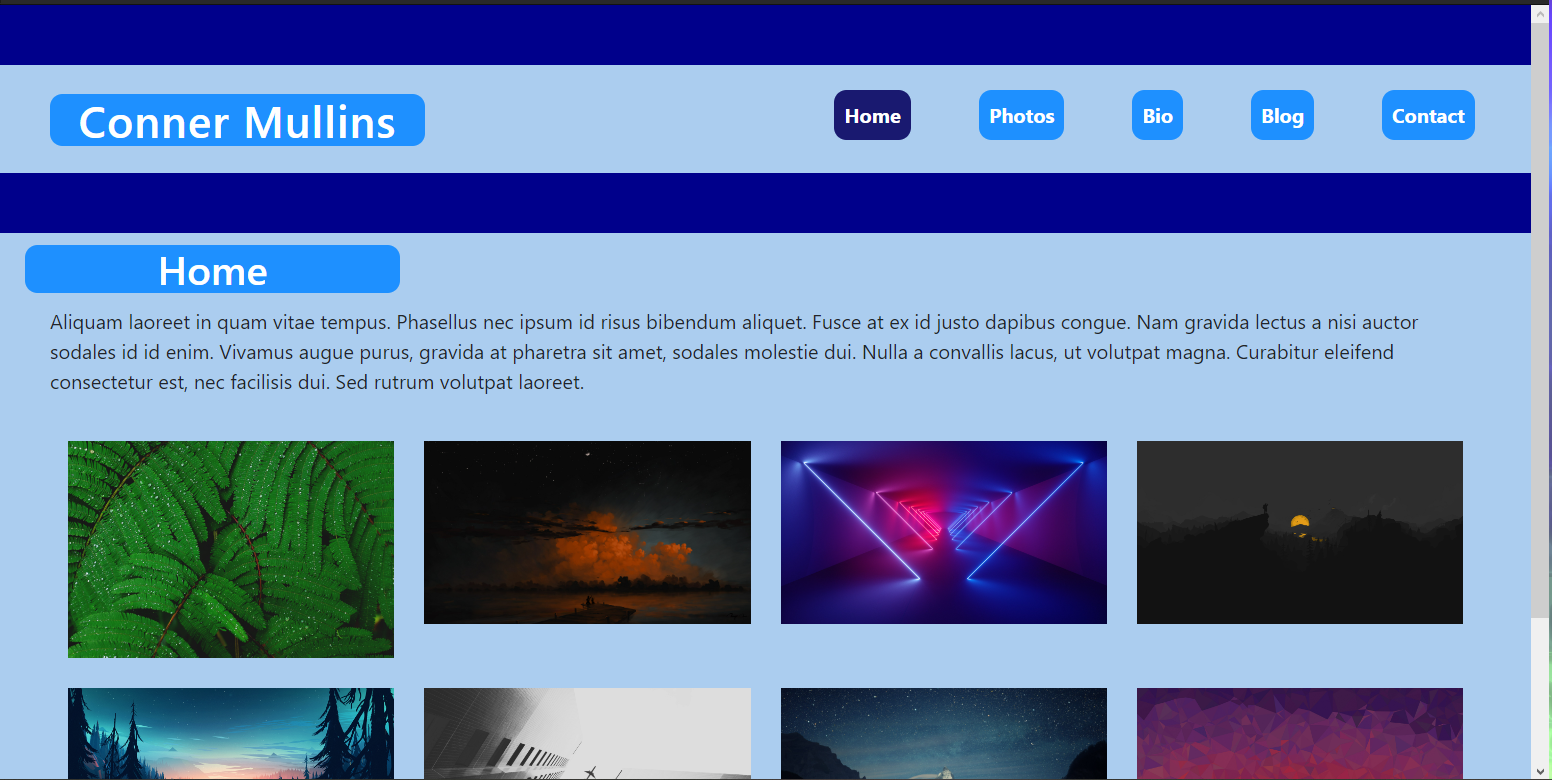 Conner Mullins
Home
Photos
Bio
Blog
Contact
Home
Aliquam laoreet in quam vitae tempus. Phasellus nec ipsum id risus bibendum aliquet. Fusce at ex id justo dapibus congue. Nam gravida lectus a nisi auctor
sodales id id enim. Vivamus augue purus, gravida at pharetra sit amet, sodales molestie dui. Nulla a convallis lacus, ut volutpat magna. Curabitur eleifend
consectetur est, nec facilisis dui. Sed rutrum volutpat laoreet.